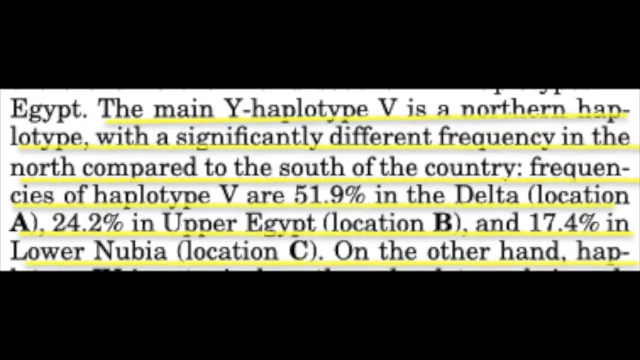 Egypt. The main Y-haplotype V is a northern hap-
lotype, with a significantly different frequency in the
north compared to the south of the country: frequen-
cies of haplotype V are 51.9% in the Delta (location
A), 24.2% in Upper Egypt (location B), and 17.4% in
Lower Nubia (location C). On the other hand, hap-